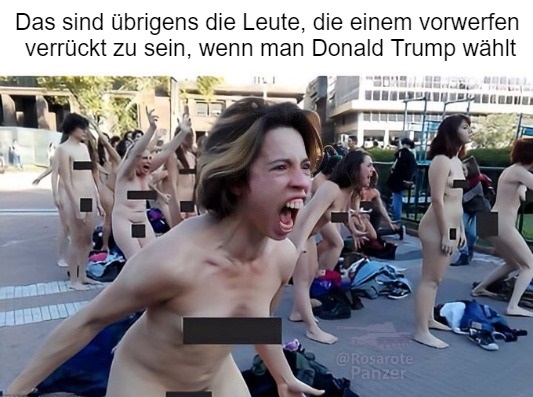 Das sind übrigens die Leute, die einem vorwerfen
verrückt zu sein, wenn man Donald Trump wählt
@Rosarote
Panzer